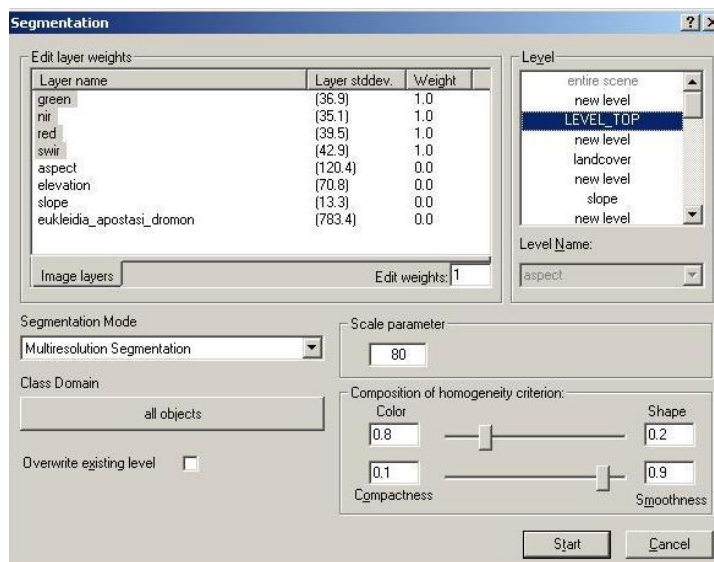 Segmentation
Edit layer weights
Layer name Layer stddev. Weight
green (36.9) 1.0
nir (35.1) 1.0
red (39.5) 1.0
swir (42.9) 1.0
aspect (120.4) 0.0
elevation (70.8) 0.0
slope (13.3) 0.0
eukleidia_apostasi_dromon (783.4) 0.0
Image layers Edit weights: 1
Level
entire scene
new level
LEVEL_TOP
new level
landcover
new level
slope
new level
Level Name:
aspect
Segmentation Mode
Multiresolution Segmentation
Class Domain
all objects
Overwrite existing level
Scale parameter
80
Composition of homogeneity criterion:
Color Shape
0.8 0.2
0.1 0.9
Compactness Smoothness
Start Cancel